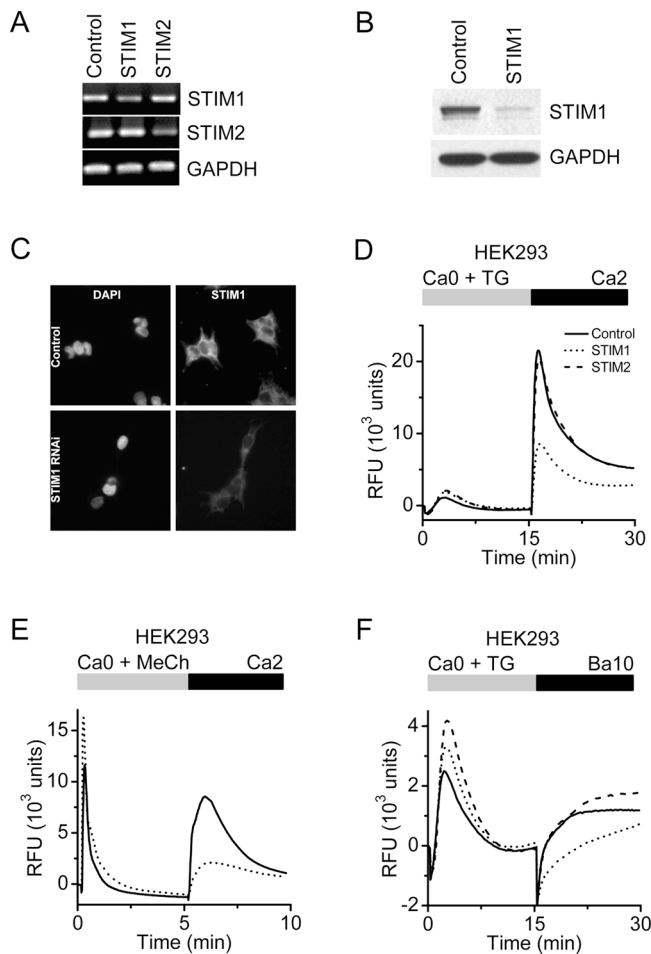 A
Control
STIM1
STIM2
STIM1
STIM2
GAPDH
B
Control
STIM1
STIM1
GAPDH
C
DAPI
STIM1
Control
STIM1 RNAi
D
HEK293
Ca0 + TG
Ca2
Control
STIM1
STIM2
RFU (10³ units)
20
10
0
0
15
30
Time (min)
E
HEK293
Ca0 + MeCh
Ca2
RFU (10³ units)
15
10
5
0
0
5
10
Time (min)
F
HEK293
Ca0 + TG
Ba10
RFU (10³ units)
4
2
0
-2
0
15
30
Time (min)